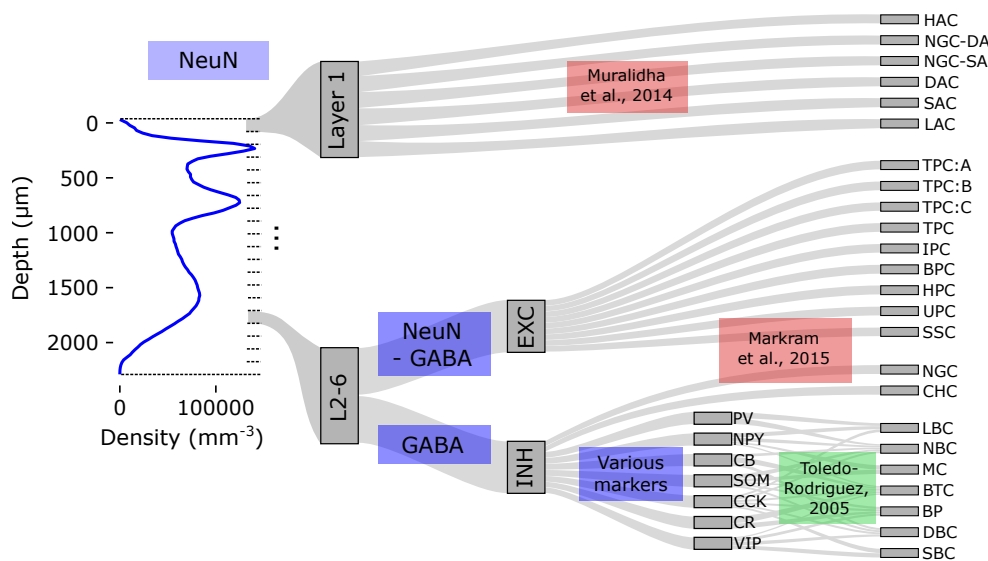 NeuN
Layer 1
Muralidha
et al., 2014
HAC
NGC-DA
NGC-SA
DAC
SAC
LAC
0
500
1000
1500
2000
Depth (µm)
0
100000
Density (mm-3)
...
L2-6
NeuN
- GABA
GABA
EXC
INH
TPC:A
TPC:B
TPC:C
TPC
IPC
BPC
HPC
UPC
SSC
Markram
et al., 2015
NGC
CHC
Various
markers
PV
NPY
CB
SOM
CCK
CR
VIP
Toledo-
Rodriguez,
2005
LBC
NBC
MC
BTC
BP
DBC
SBC